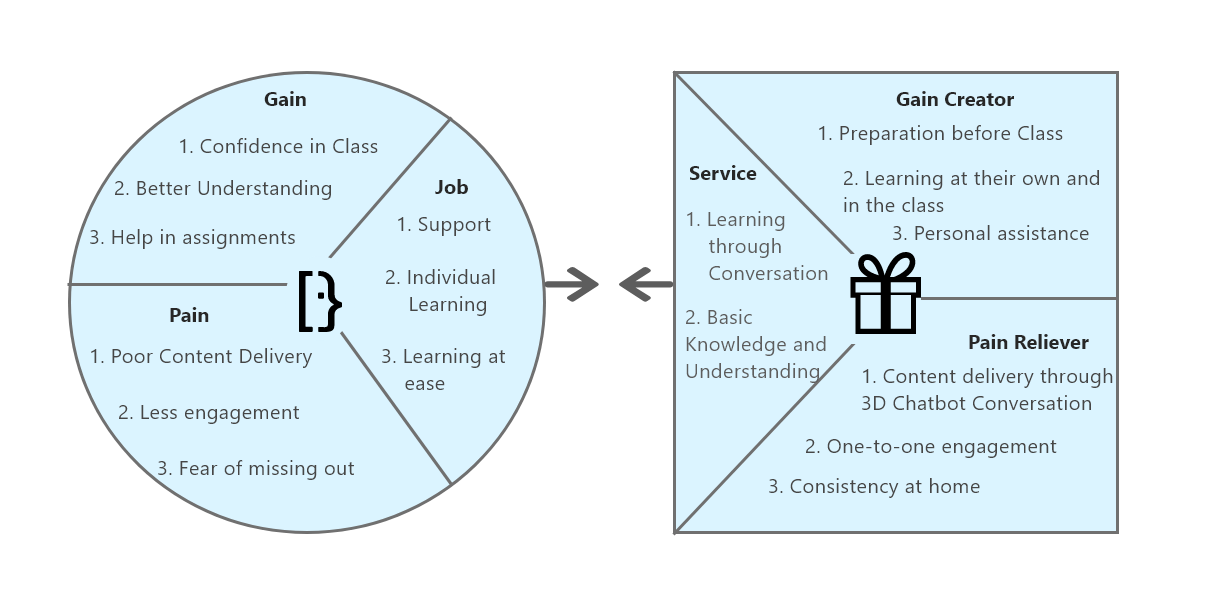 Gain
1. Confidence in Class
2. Better Understanding
3. Help in assignments
Job
1. Support
2. Individual
Learning
3. Learning at
ease
Pain
1. Poor Content Delivery
2. Less engagement
3. Fear of missing out
Service
1. Learning
through
Conversation
2. Basic
Knowledge and
Understanding
Gain Creator
1. Preparation before Class
2. Learning at their own and
in the class
3. Personal assistance
Pain Reliever
1. Content delivery through
3D Chatbot Conversation
2. One-to-one engagement
3. Consistency at home